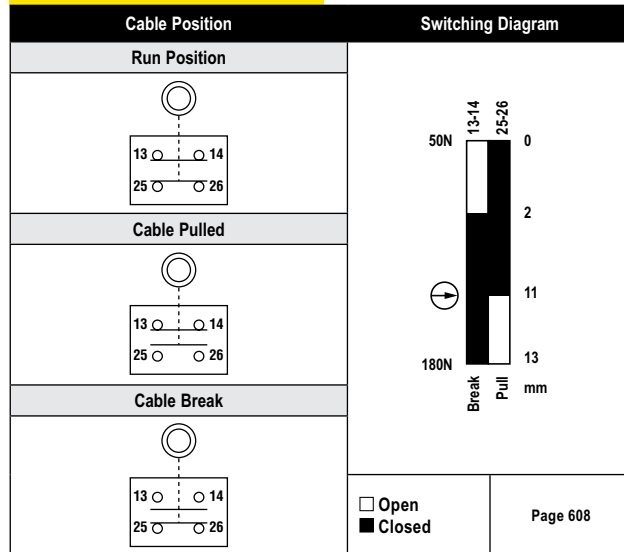 Cable Position
Run Position
13 14
25 26
Cable Pulled
13 14
25 26
Cable Break
13 14
25 26
Switching Diagram
13-14 25-26
50N 0
2
11
180N 13
Break Pull mm
Open
Closed
Page 608